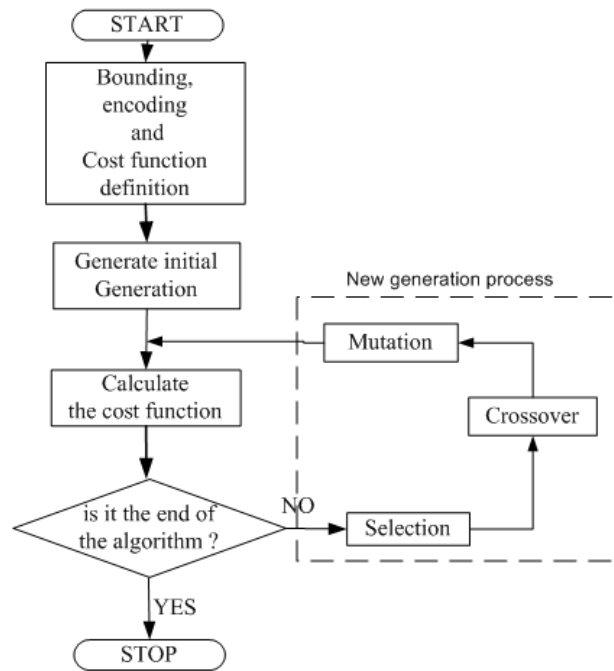 START
Bounding,
encoding
and
Cost function
definition
Generate initial
Generation
New generation process
Mutation
Calculate
the cost function
Crossover
is it the end of
the algorithm ?
NO
Selection
YES
STOP